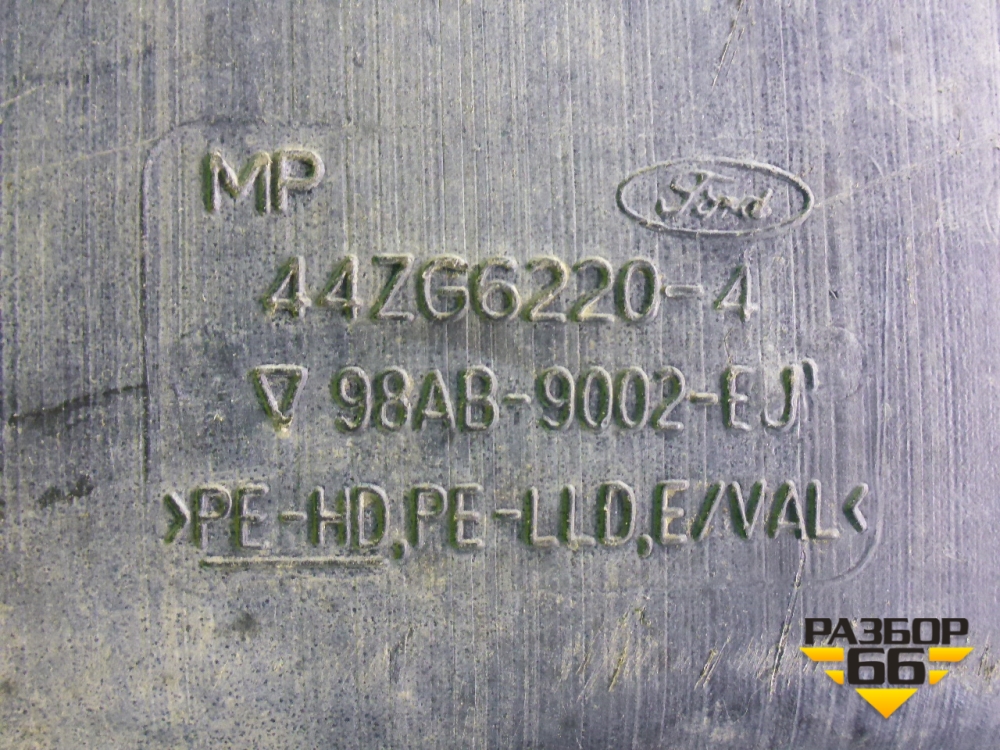 MP
Ford
44ZG6220-4
98AB-9002-EJ
>PE-HD,PE-LLD,E/VAL<
РАЗБОР
66